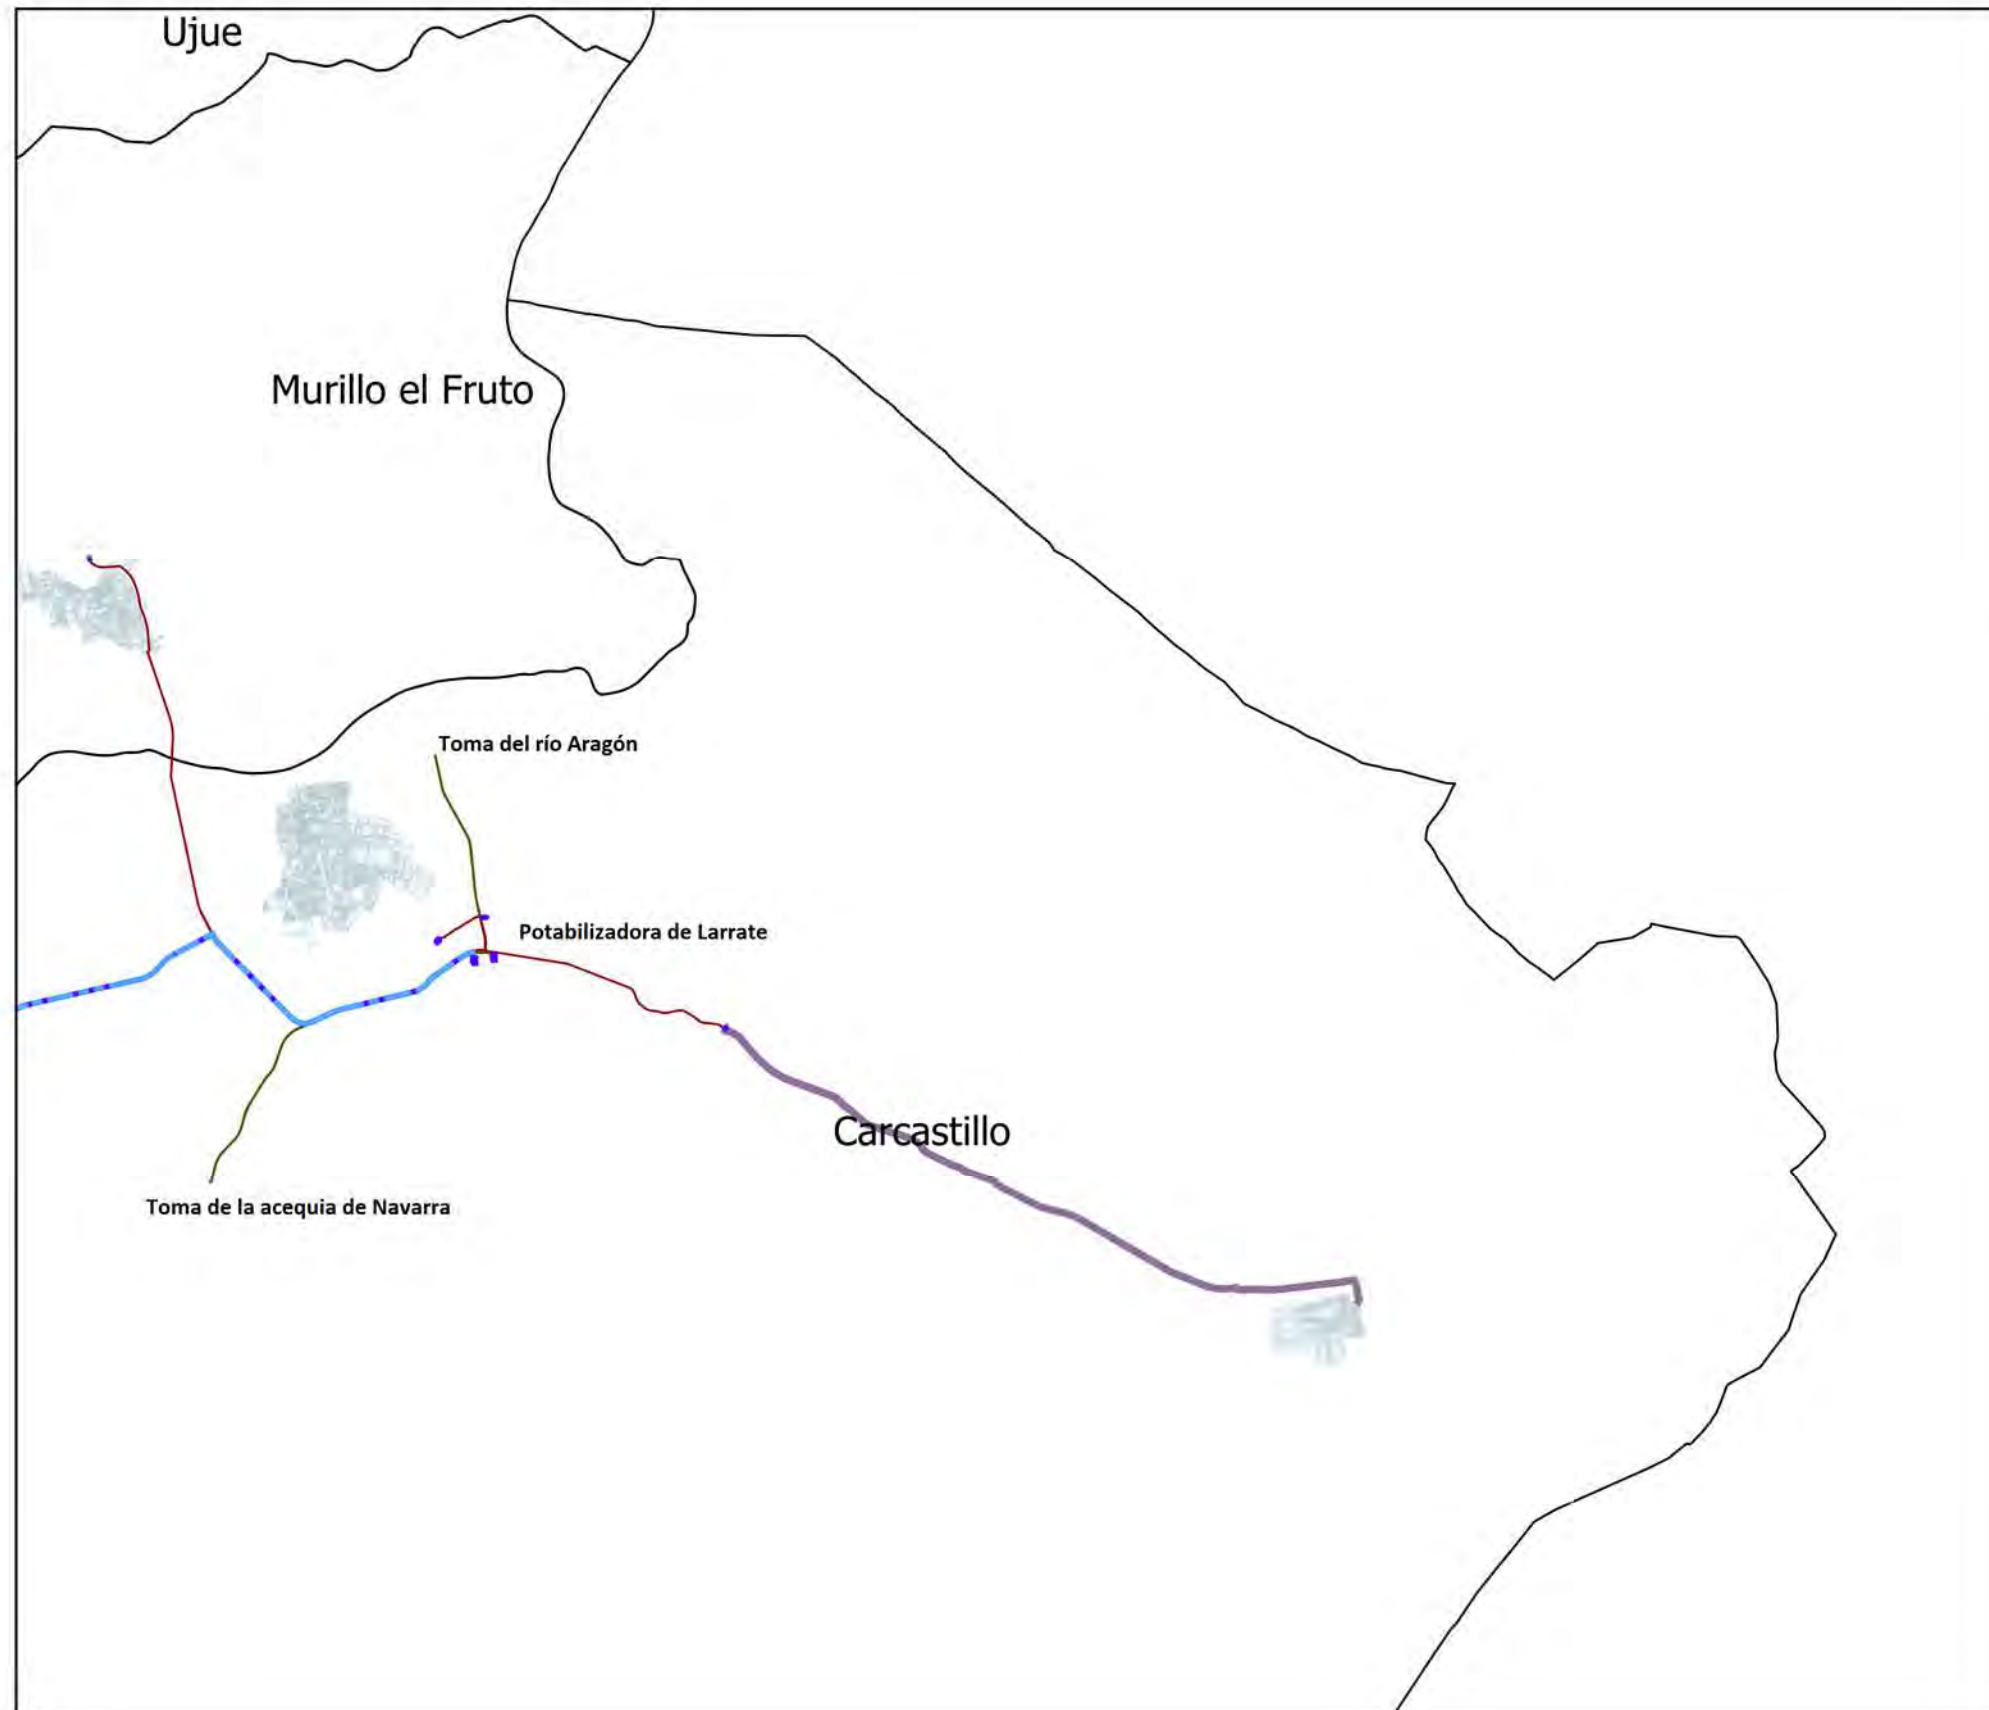 Ujue
Murillo el Fruto
Toma del río Aragón
Potabilizadora de Larrate
Carcastillo
Toma de la acequia de Navarra